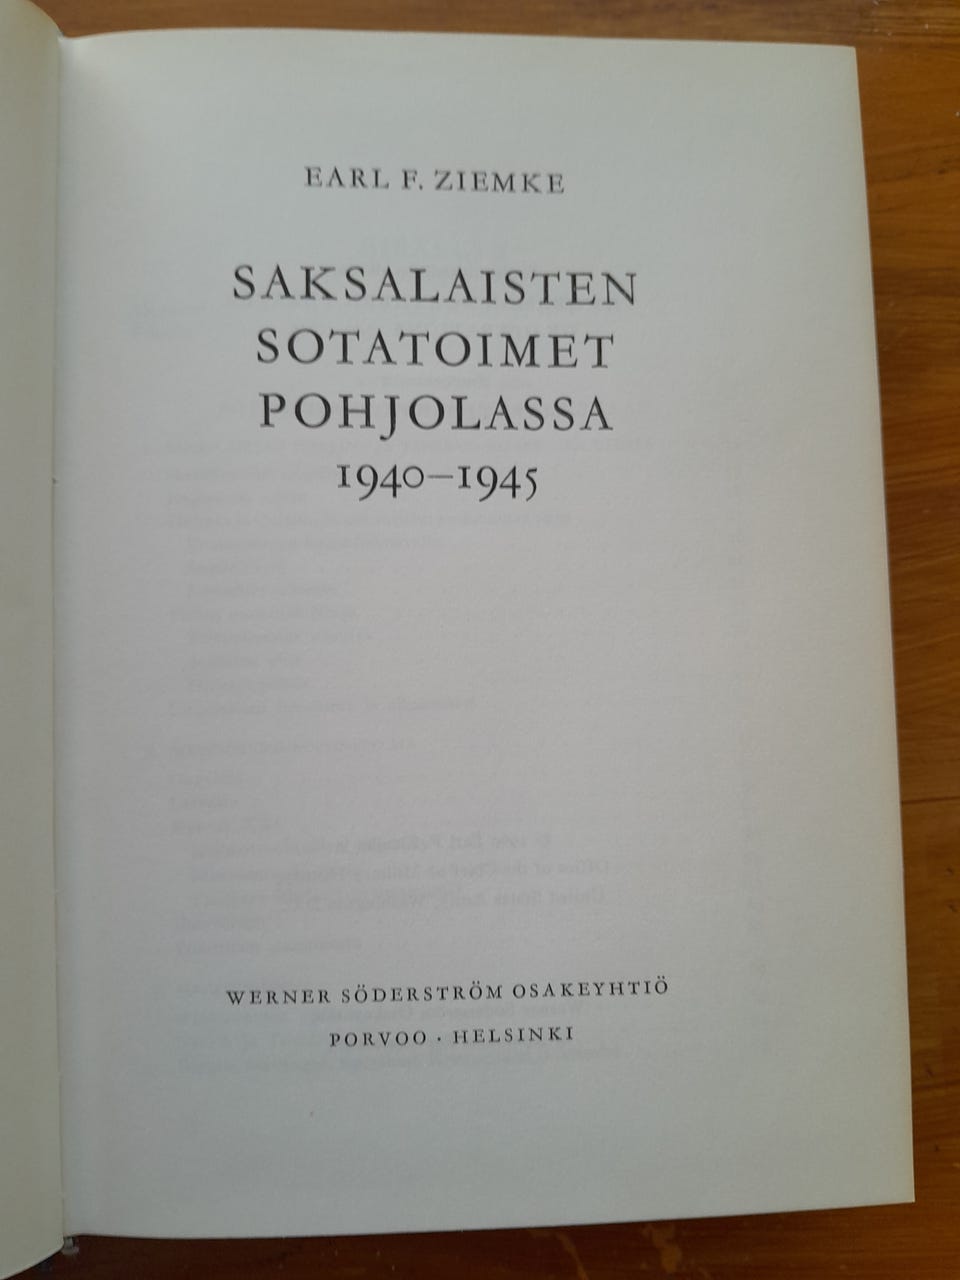 EARL F. ZIEMKE
SAKSALAISTEN
SOTATOIMET
POHJOLASSA
1940–1945
WERNER SÖDERSTRÖM OSAKEYHTIÖ
PORVOO · HELSINKI